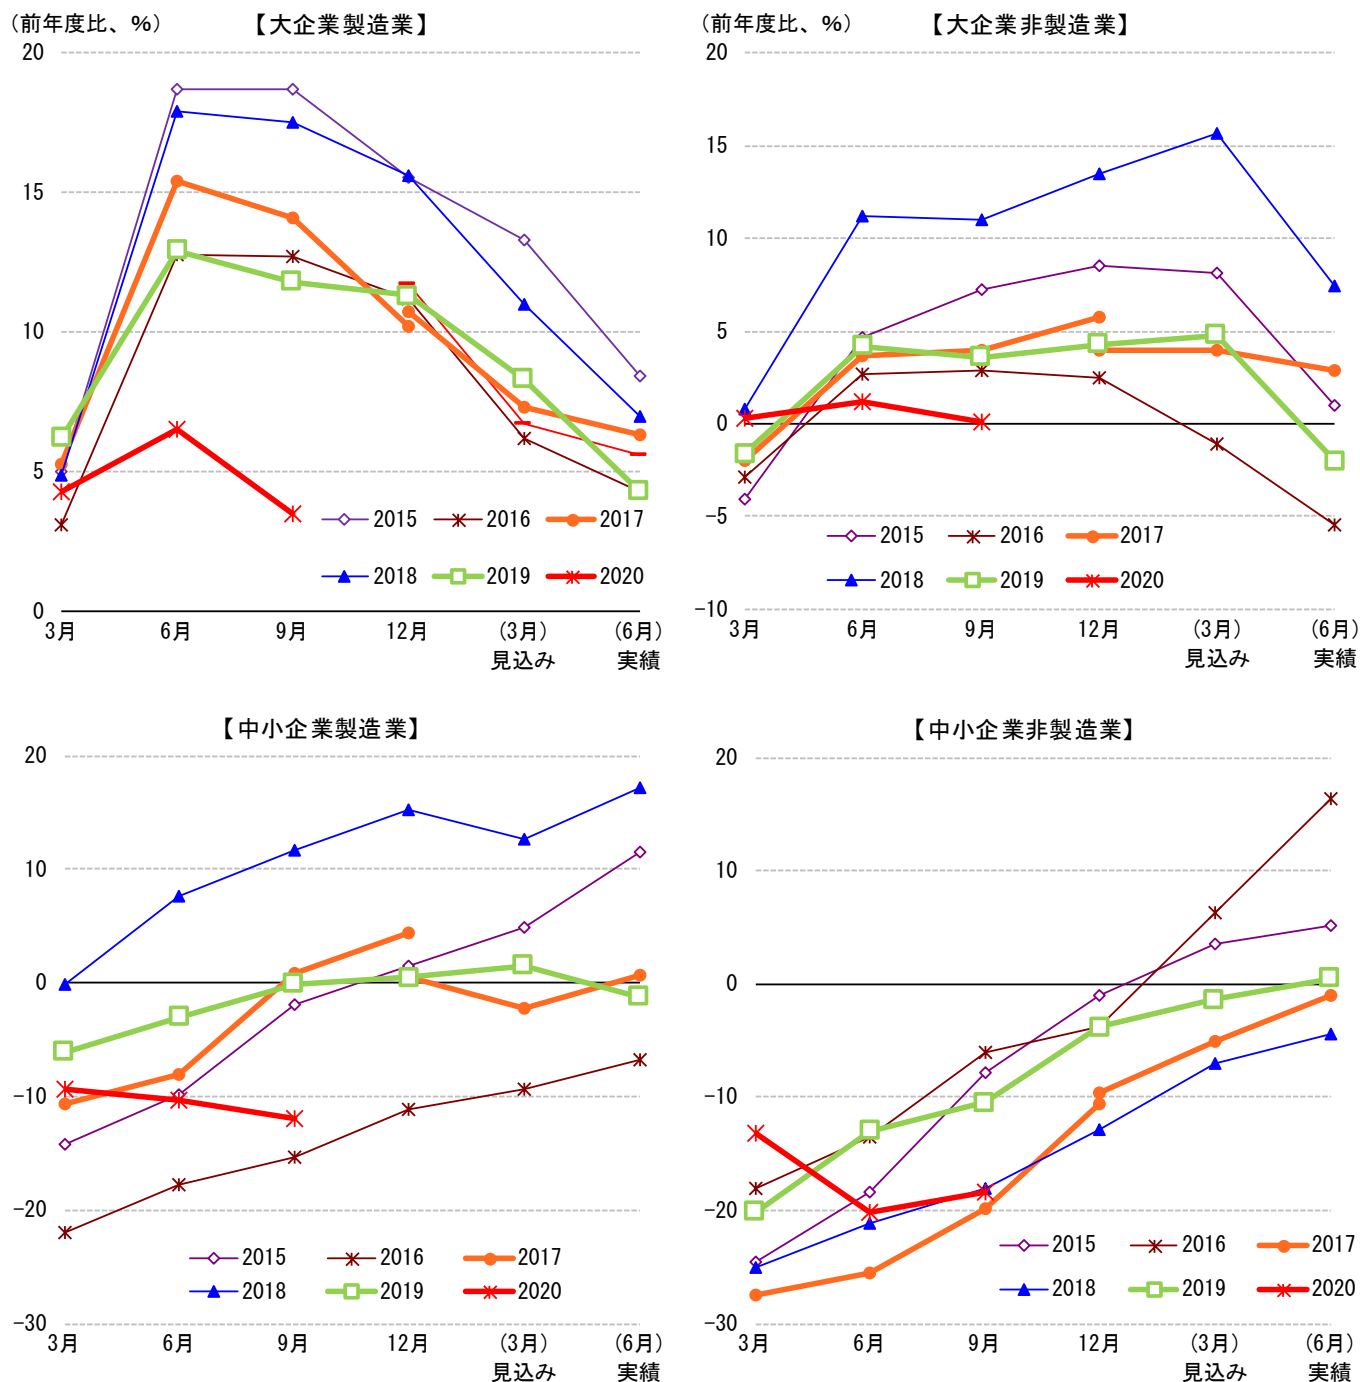 （前年度比、％）
【大企業製造業】
20
15
10
5
0
2015
2016
2017
2018
2019
2020
3月
6月
9月
12月
（3月）
見込み
（6月）
実績
（前年度比、％）
【大企業非製造業】
20
15
10
5
0
−5
−10
2015
2016
2017
2018
2019
2020
3月
6月
9月
12月
（3月）
見込み
（6月）
実績
【中小企業製造業】
20
10
0
−10
−20
−30
2015
2016
2017
2018
2019
2020
3月
6月
9月
12月
（3月）
見込み
（6月）
実績
【中小企業非製造業】
20
10
0
−10
−20
−30
2015
2016
2017
2018
2019
2020
3月
6月
9月
12月
（3月）
見込み
（6月）
実績